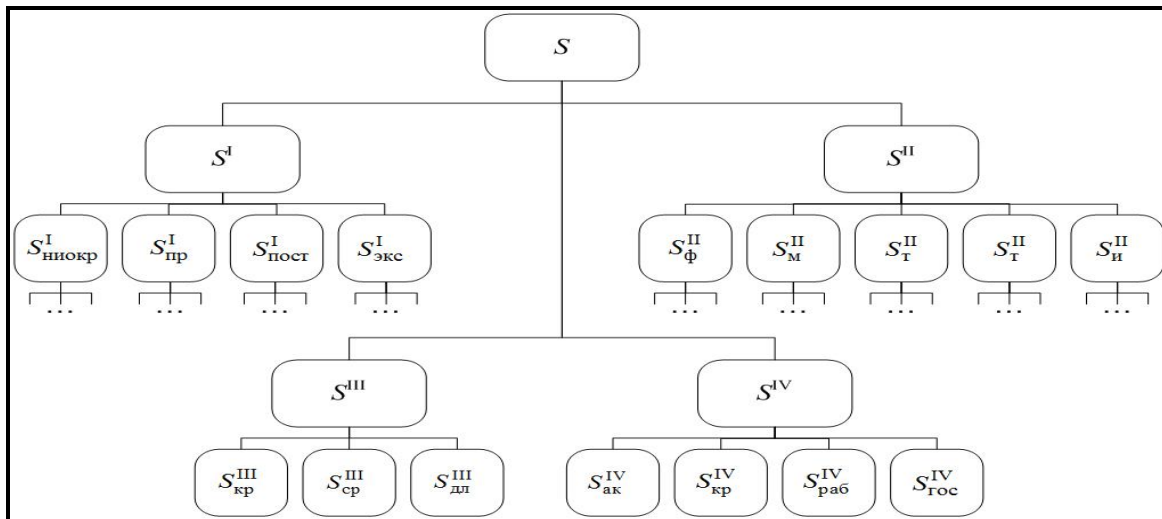 S
S^I
S^II
S^I_ниокр
S^I_пр
S^I_пост
S^I_экс
S^II_ф
S^II_м
S^II_т
S^II_т
S^II_и
...
...
...
...
...
...
...
...
...
S^III
S^IV
S^III_кр
S^III_ср
S^III_дл
S^IV_ак
S^IV_кр
S^IV_раб
S^IV_гос